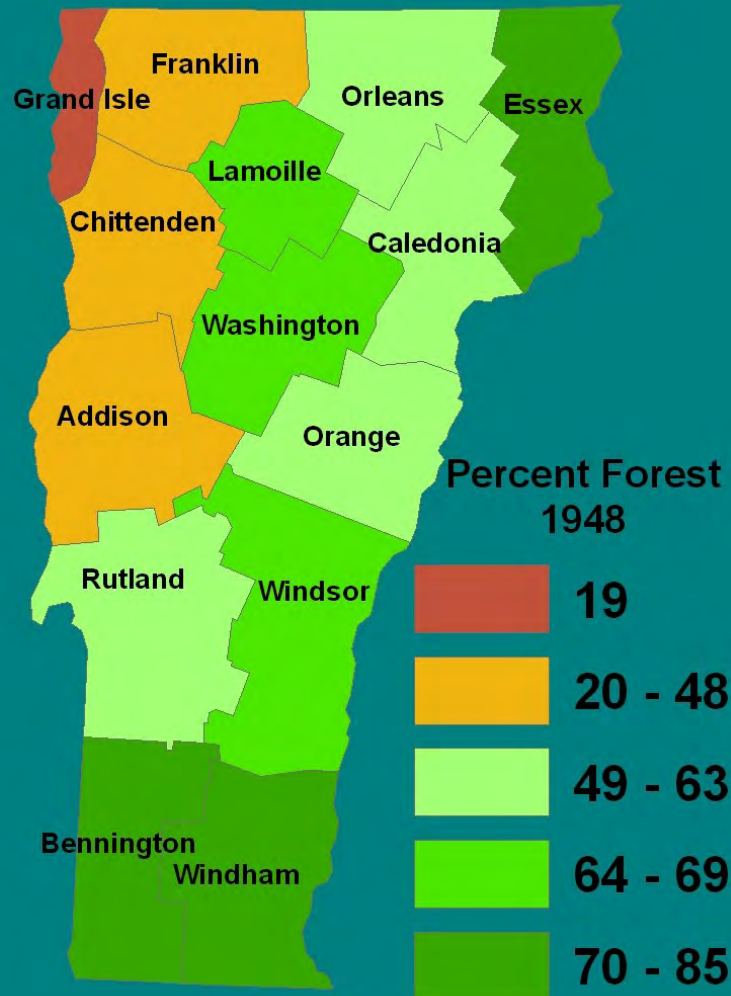 Franklin
Grand Isle
Orleans
Essex
Lamoille
Chittenden
Caledonia
Washington
Addison
Orange
Percent Forest
1948
Rutland
Windsor
19
20 - 48
49 - 63
Bennington
Windham
64 - 69
70 - 85